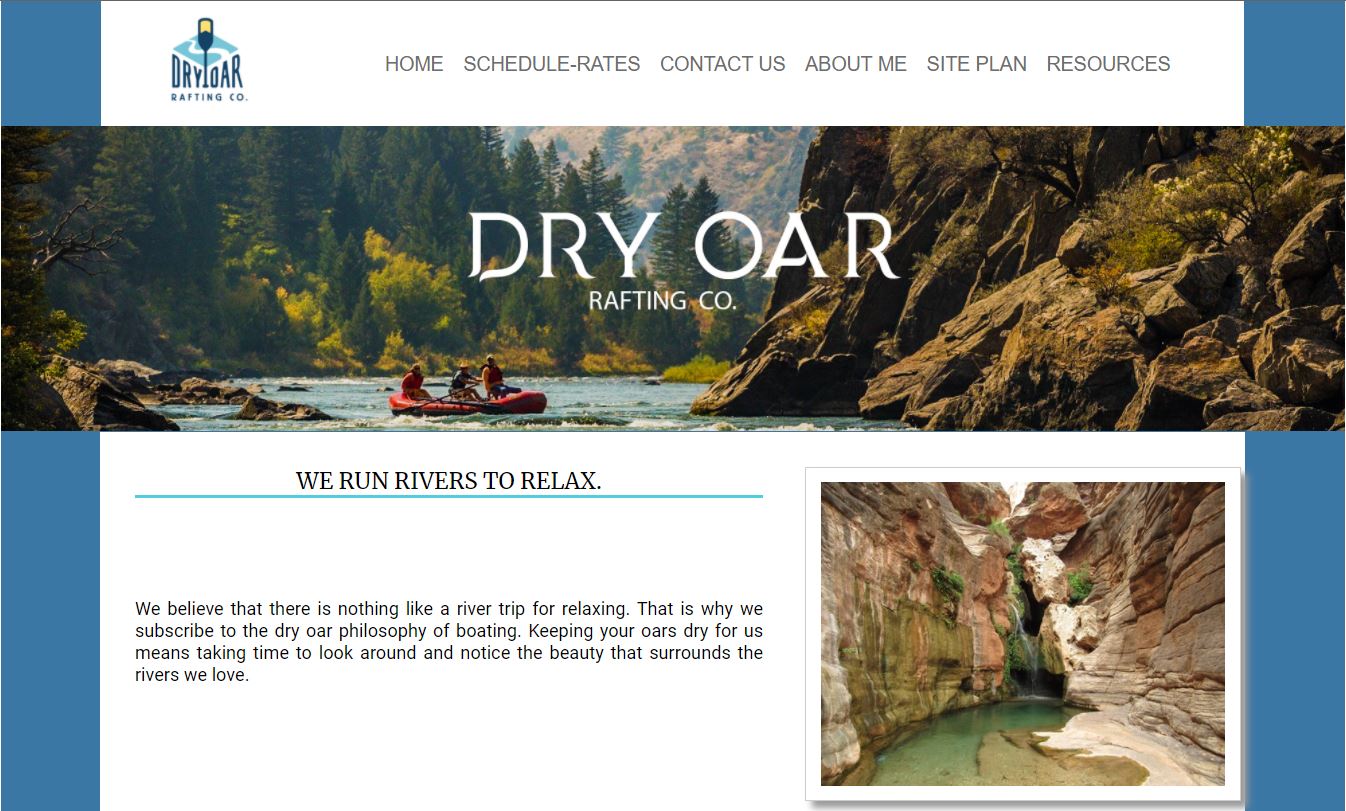 DRY OAR
RAFTING CO.
HOME SCHEDULE-RATES CONTACT US ABOUT ME SITE PLAN RESOURCES
DRY OAR
RAFTING CO.
WE RUN RIVERS TO RELAX.
We believe that there is nothing like a river trip for relaxing. That is why we
subscribe to the dry oar philosophy of boating. Keeping your oars dry for us
means taking time to look around and notice the beauty that surrounds the
rivers we love.